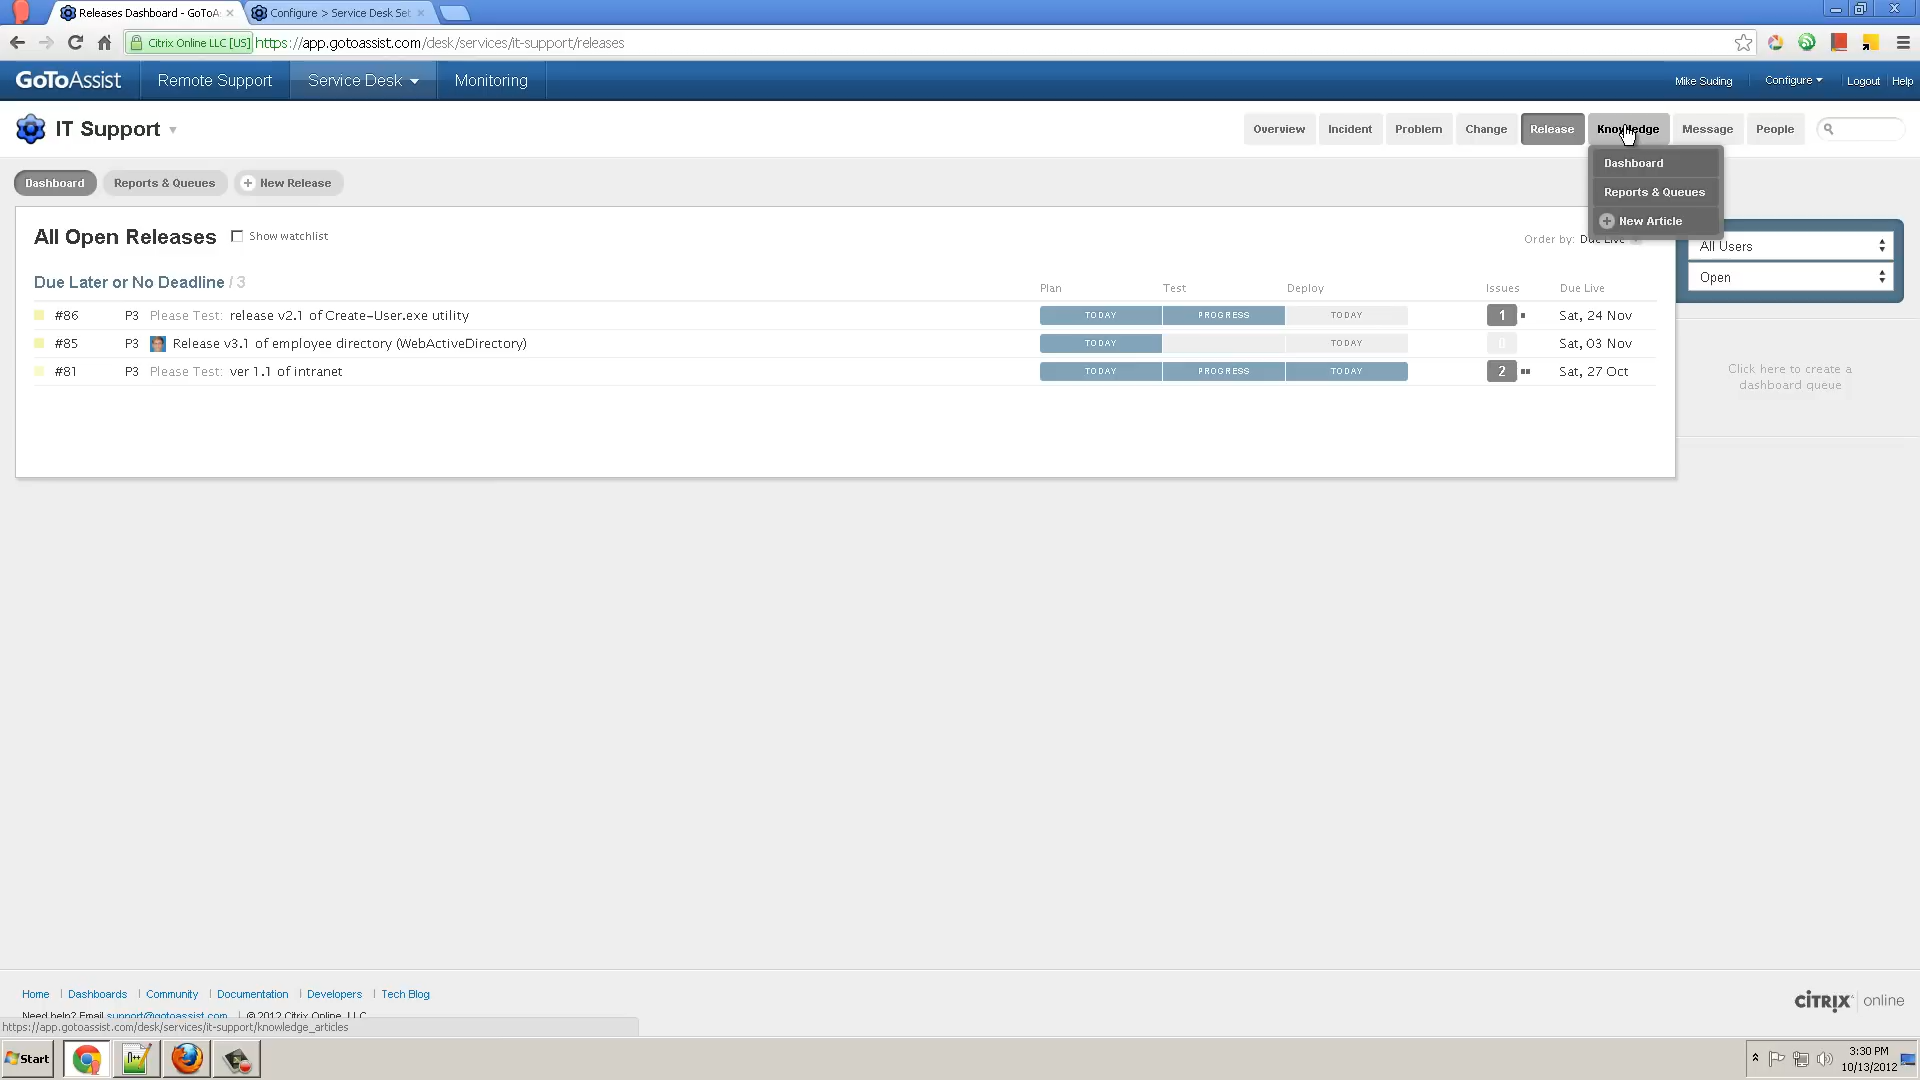 Releases Dashboard - GoToA
Configure > Service Desk Set
Citrix Online LLC [US]
https://app.gotoassist.com/desk/services/it-support/releases
GoToAssist
Remote Support
Service Desk
Monitoring
Mike Suding
Configure
Logout
Help
IT Support
Overview
Incident
Problem
Change
Release
Knowledge
Message
People
Dashboard
Reports & Queues
New Article
Dashboard
Reports & Queues
New Release
All Open Releases
Show watchlist
Order by: Due Live
All Users
Open
Due Later or No Deadline / 3
Plan
Test
Deploy
Issues
Due Live
#86 P3 Please Test: release v2.1 of Create-User.exe utility TODAY PROGRESS TODAY 1 Sat, 24 Nov
#85 P3 Release v3.1 of employee directory (WebActiveDirectory) TODAY TODAY 0 Sat, 03 Nov
#81 P3 Please Test: ver 1.1 of intranet TODAY PROGRESS TODAY 2 Sat, 27 Oct
Click here to create a
dashboard queue
Home | Dashboards | Community | Documentation | Developers | Tech Blog
Need help? Email support@gotoassist.com | © 2012 Citrix Online, LLC
https://app.gotoassist.com/desk/services/it-support/knowledge_articles
CITRIX online
Start
3:30 PM
10/13/2012